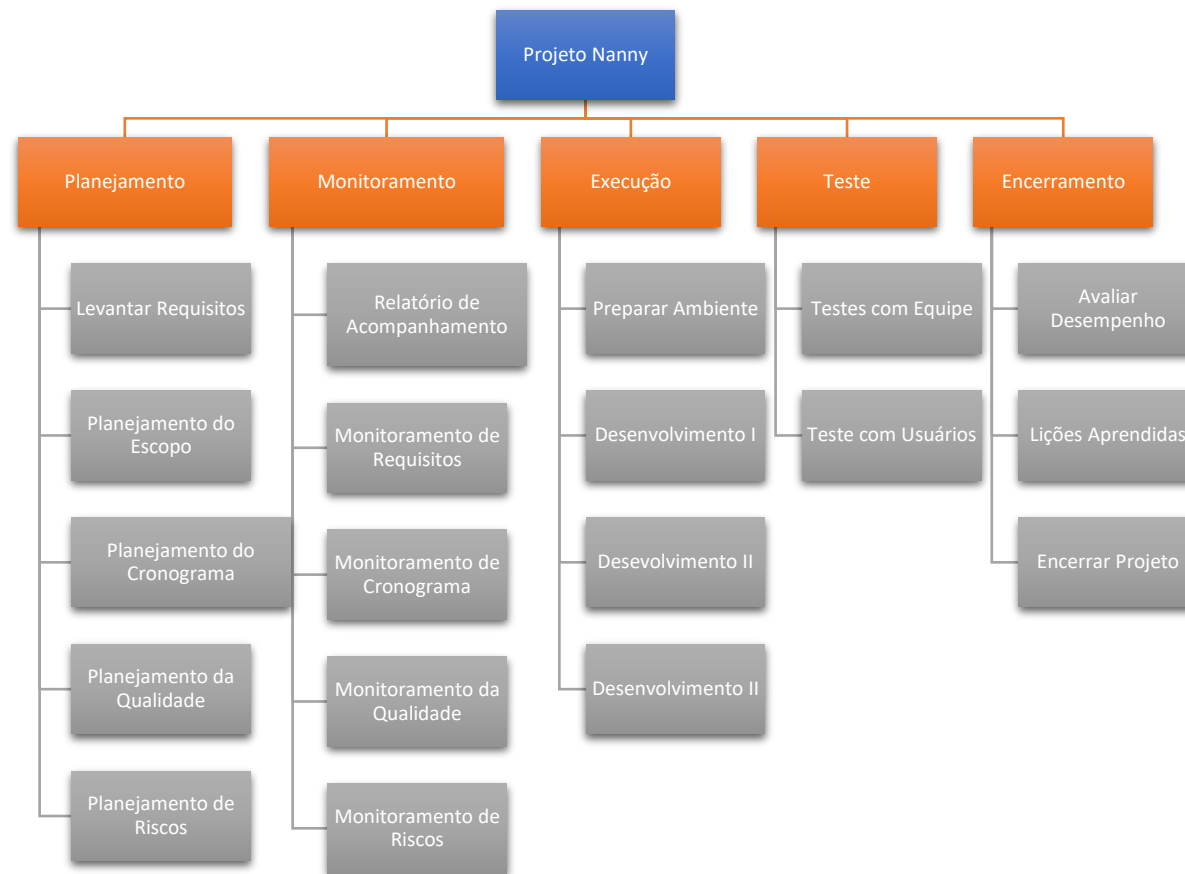 Projeto Nanny
Planejamento
Monitoramento
Execução
Teste
Encerramento
Levantar Requisitos
Planejamento do
Escopo
Planejamento do
Cronograma
Planejamento da
Qualidade
Planejamento de
Riscos
Relatório de
Acompanhamento
Monitoramento de
Requisitos
Monitoramento de
Cronograma
Monitoramento da
Qualidade
Monitoramento de
Riscos
Preparar Ambiente
Desenvolvimento I
Desevolvimento II
Desenvolvimento II
Testes com Equipe
Teste com Usuários
Avaliar
Desempenho
Lições Aprendidas
Encerrar Projeto